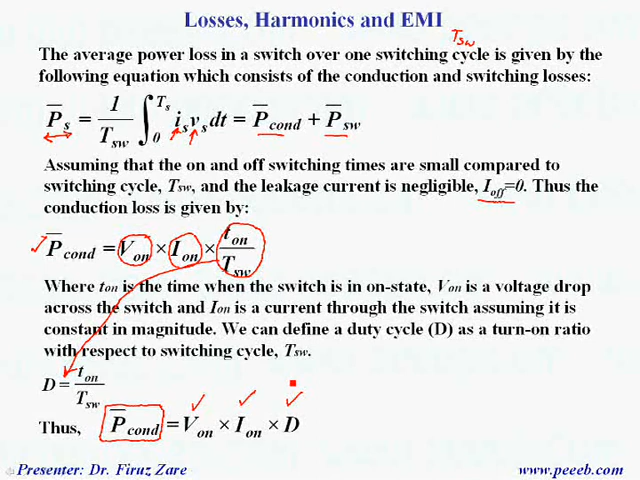 Losses, Harmonics and EMI
Tsw
The average power loss in a switch over one switching cycle is given by the
following equation which consists of the conduction and switching losses:
P̅s = 1/Tsw ∫₀^Ts is vs dt = P̅cond + P̅sw
Assuming that the on and off switching times are small compared to
switching cycle, Tsw, and the leakage current is negligible, Ioff=0. Thus the
conduction loss is given by:
P̅cond = Von × Ion × ton/Tsw
Where ton is the time when the switch is in on-state, Von is a voltage drop
across the switch and Ion is a current through the switch assuming it is
constant in magnitude. We can define a duty cycle (D) as a turn-on ratio
with respect to switching cycle, Tsw.
D = ton/Tsw
Thus, P̅cond = Von × Ion × D
Presenter: Dr. Firuz Zare www.peeeb.com